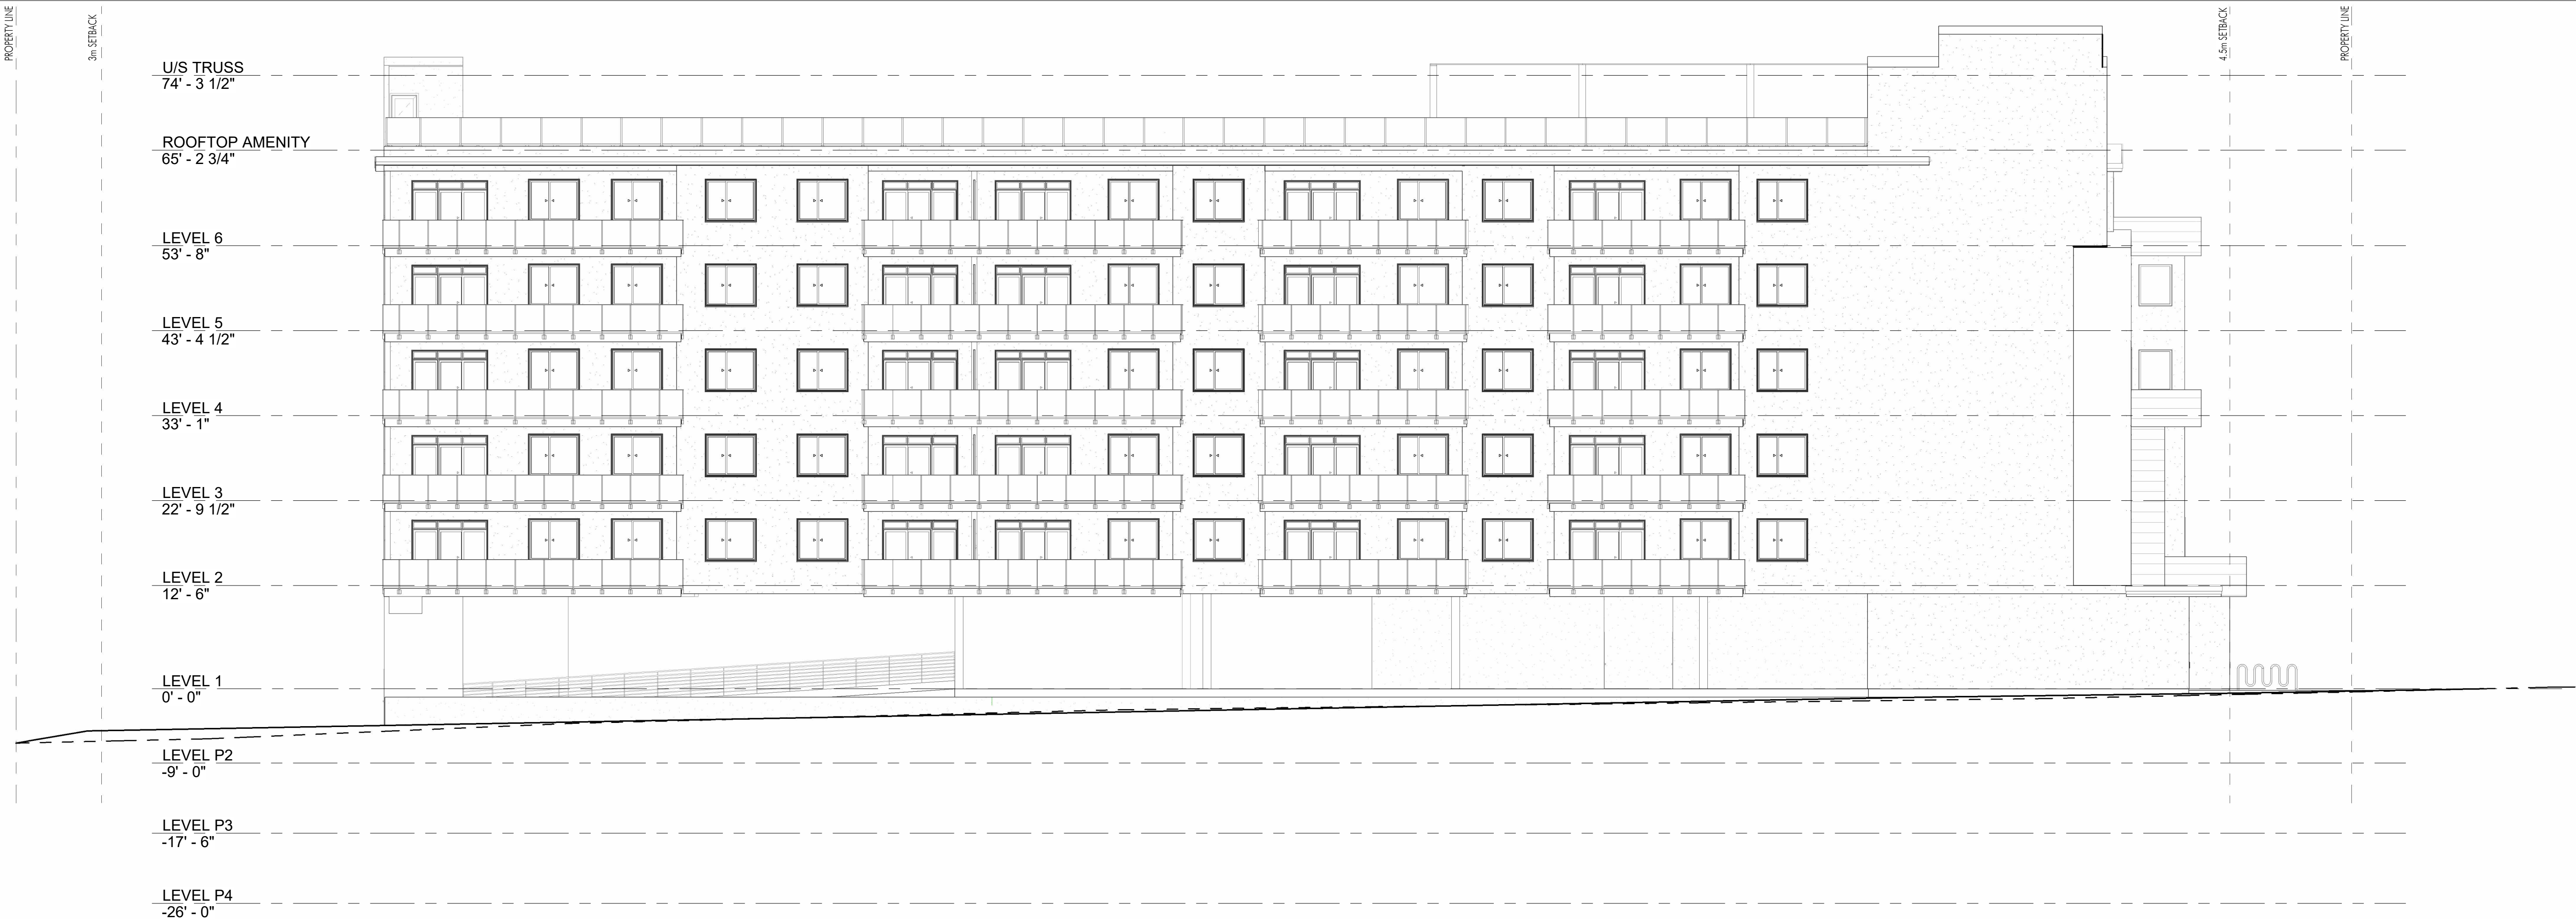 PROPERTY LINE
3m SETBACK
4.5m SETBACK
PROPERTY LINE
U/S TRUSS
74' - 3 1/2"
ROOFTOP AMENITY
65' - 2 3/4"
LEVEL 6
53' - 8"
LEVEL 5
43' - 4 1/2"
LEVEL 4
33' - 1"
LEVEL 3
22' - 9 1/2"
LEVEL 2
12' - 6"
LEVEL 1
0' - 0"
LEVEL P2
-9' - 0"
LEVEL P3
-17' - 6"
LEVEL P4
-26' - 0"